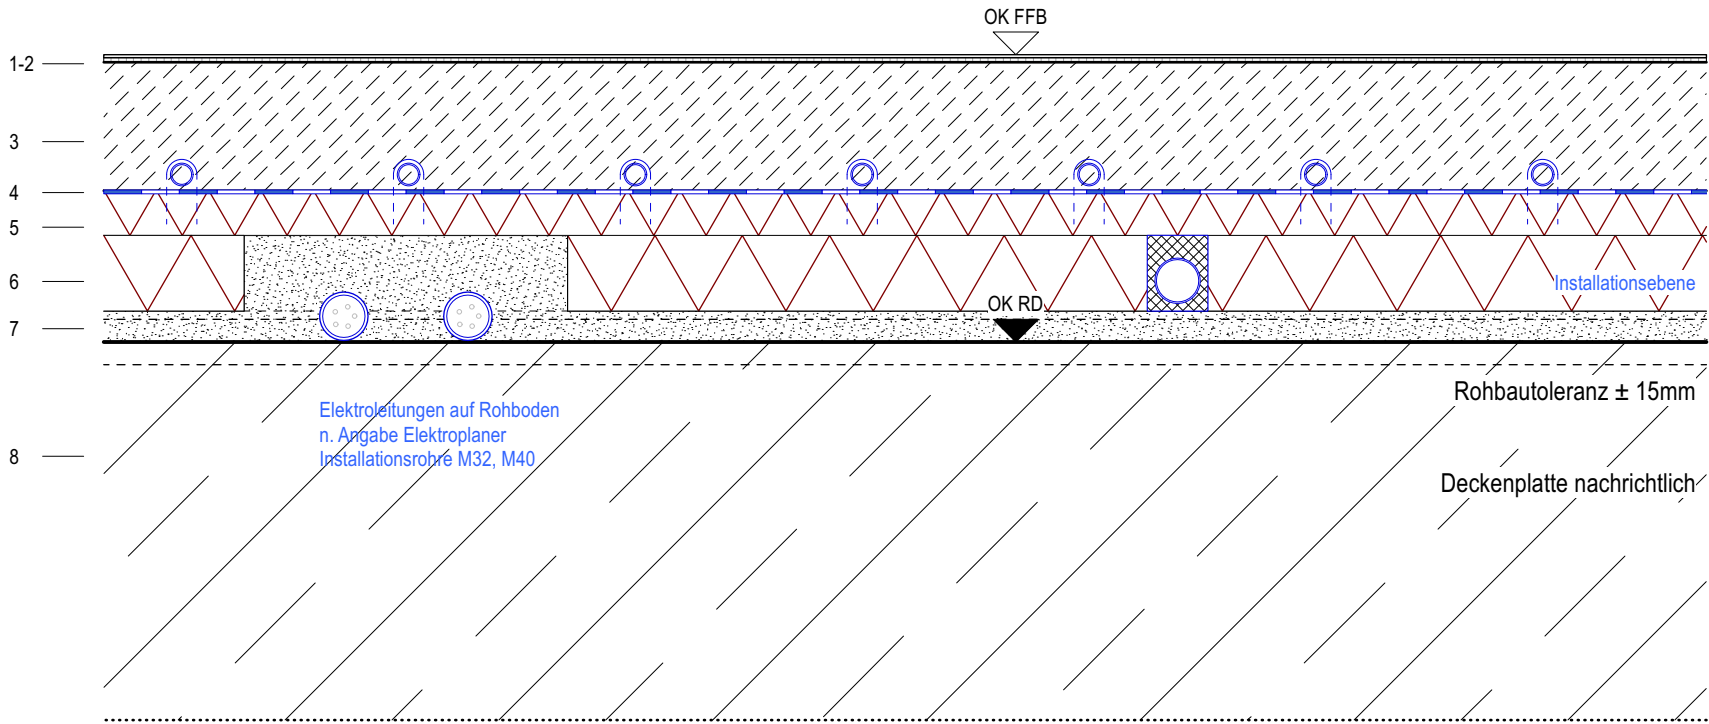 OK FFB
1-2
3
4
5
6
Installationsebene
OK RD
7
Rohbautoleranz ± 15mm
Elektroleitungen auf Rohboden
n. Angabe Elektroplaner
Installationsrohre M32, M40
8
Deckenplatte nachrichtlich